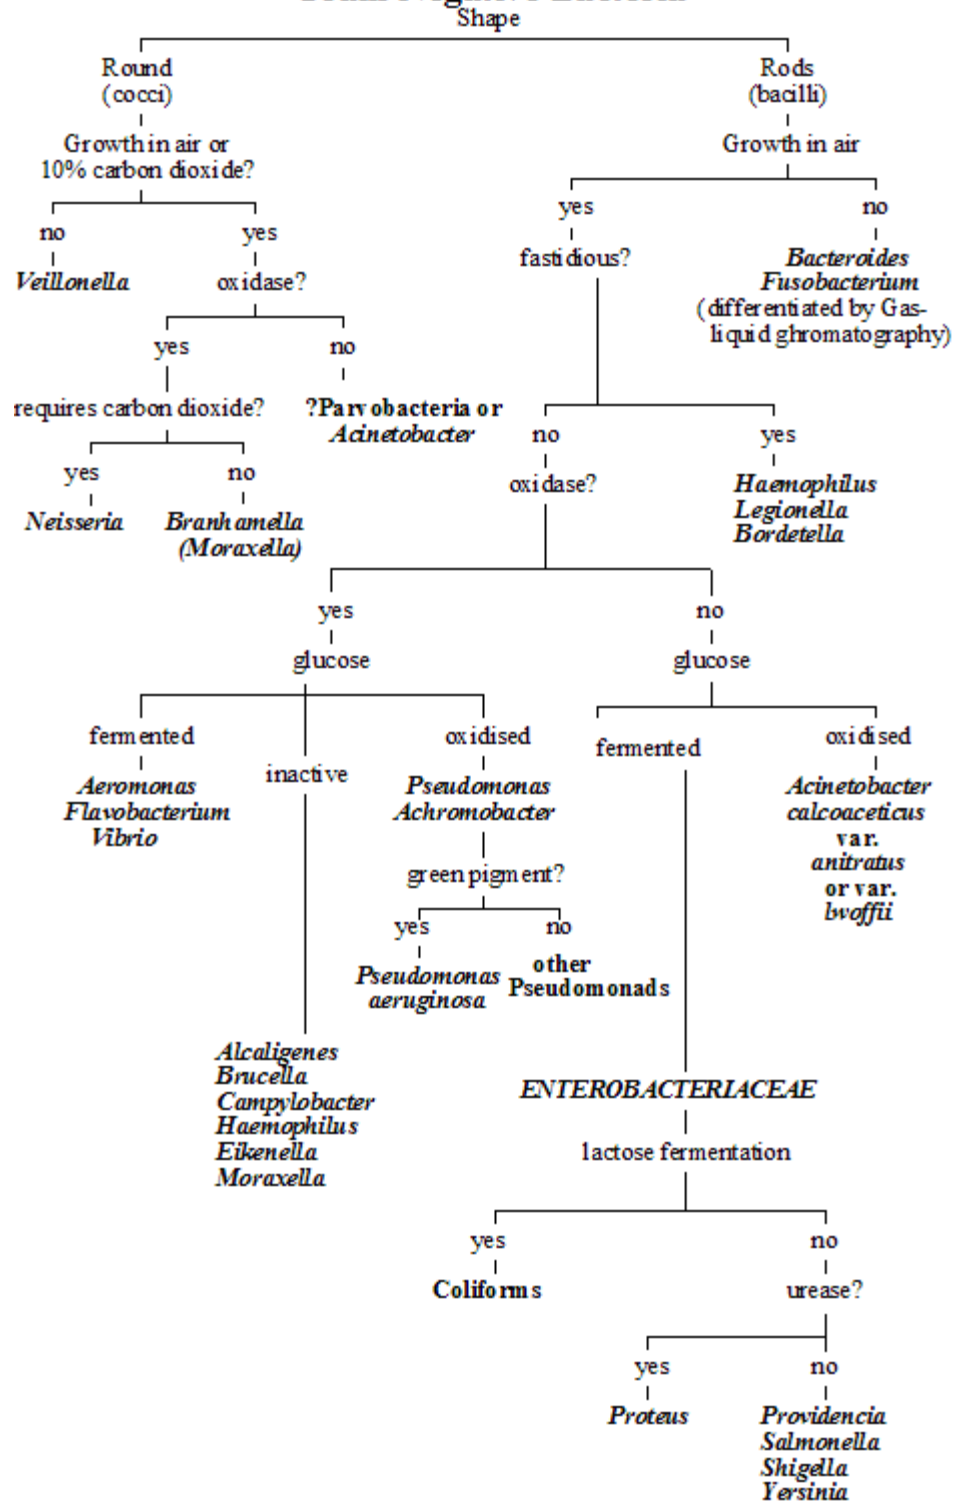 Shape
Round
(cocci)
Rods
(bacilli)
Growth in air or
10% carbon dioxide?
Growth in air
no
yes
yes
no
Veillonella
oxidase?
fastidious?
Bacteroides
Fusobacterium
(differentiated by Gas-
liquid ghromatography)
yes
no
requires carbon dioxide?
?Parvobacteria or
Acinetobacter
no
yes
yes
no
oxidase?
Haemophilus
Legionella
Bordetella
Neisseria
Branhamella
(Moraxella)
yes
no
glucose
glucose
fermented
inactive
oxidised
fermented
oxidised
Aeromonas
Flavobacterium
Vibrio
Pseudomonas
Achromobacter
Acinetobacter
calcoaceticus
var.
anitratus
or var.
lwoffii
green pigment?
yes
no
Pseudomonas
aeruginosa
other
Pseudomonads
Alcaligenes
Brucella
Campylobacter
Haemophilus
Eikenella
Moraxella
ENTEROBACTERIACEAE
lactose fermentation
yes
no
Coliforms
urease?
yes
no
Proteus
Providencia
Salmonella
Shigella
Yersinia